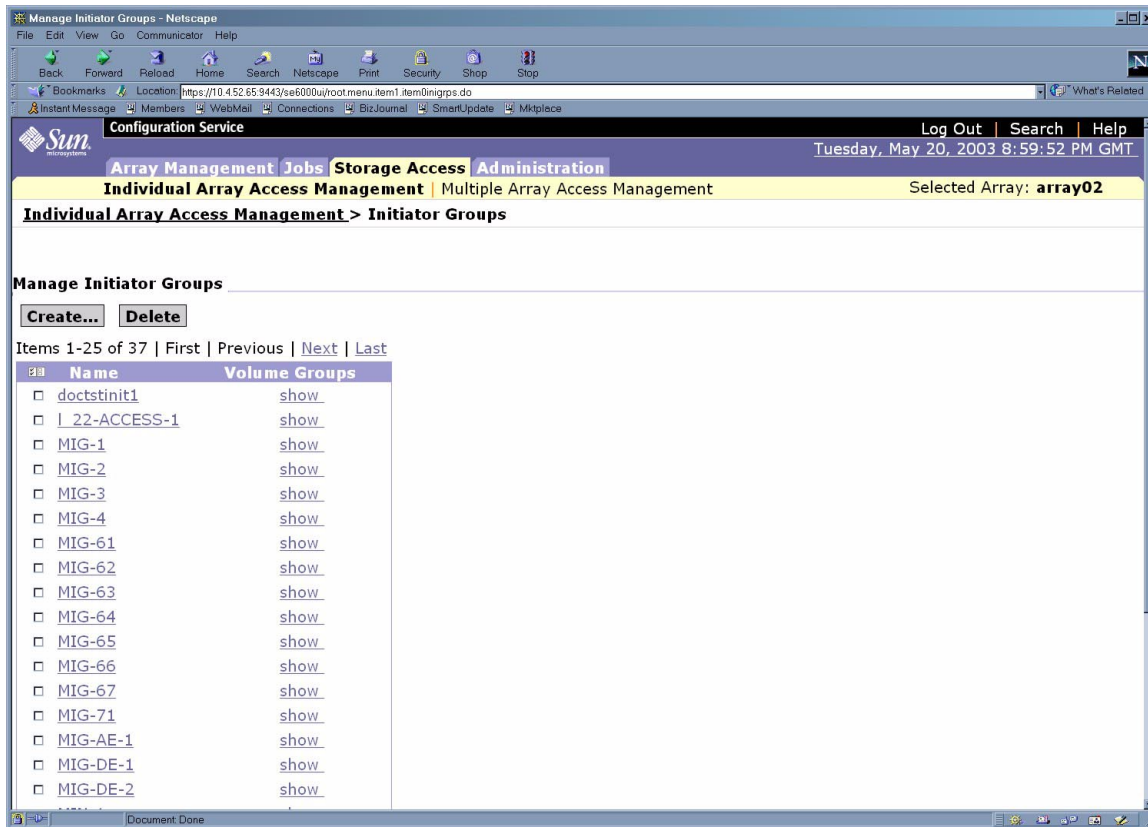 Manage Initiator Groups - Netscape
File Edit View Go Communicator Help
Back Forward Reload Home Search Netscape Print Security Shop Stop
Bookmarks Location: https://10.4.52.65:9443/se6000ui/root.menu.item1.item0inigrps.do What's Related
Instant Message Members WebMail Connections BizJournal SmartUpdate Mktplace
Sun microsystems
Configuration Service
Log Out | Search | Help
Tuesday, May 20, 2003 8:59:52 PM GMT
Array Management Jobs Storage Access Administration
Individual Array Access Management | Multiple Array Access Management Selected Array: array02
Individual Array Access Management > Initiator Groups
Manage Initiator Groups
Create... Delete
Items 1-25 of 37 | First | Previous | Next | Last
Name Volume Groups
doctstinit1 show
l_22-ACCESS-1 show
MIG-1 show
MIG-2 show
MIG-3 show
MIG-4 show
MIG-61 show
MIG-62 show
MIG-63 show
MIG-64 show
MIG-65 show
MIG-66 show
MIG-67 show
MIG-71 show
MIG-AE-1 show
MIG-DE-1 show
MIG-DE-2 show
Document: Done